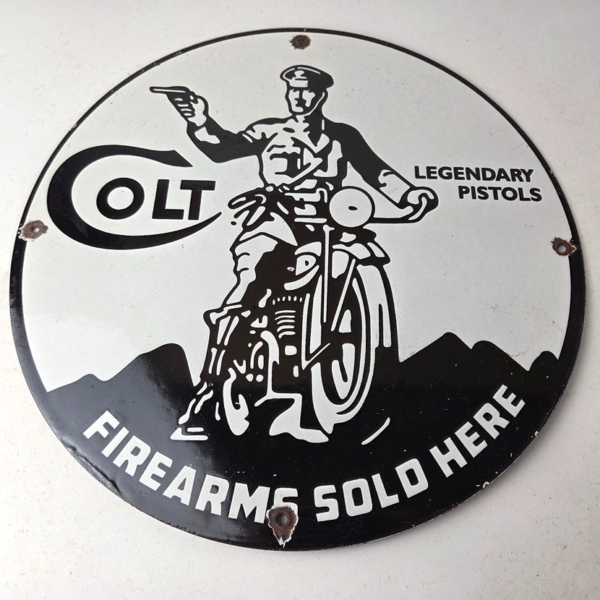 COLT
LEGENDARY
PISTOLS
FIREARMS SOLD HERE